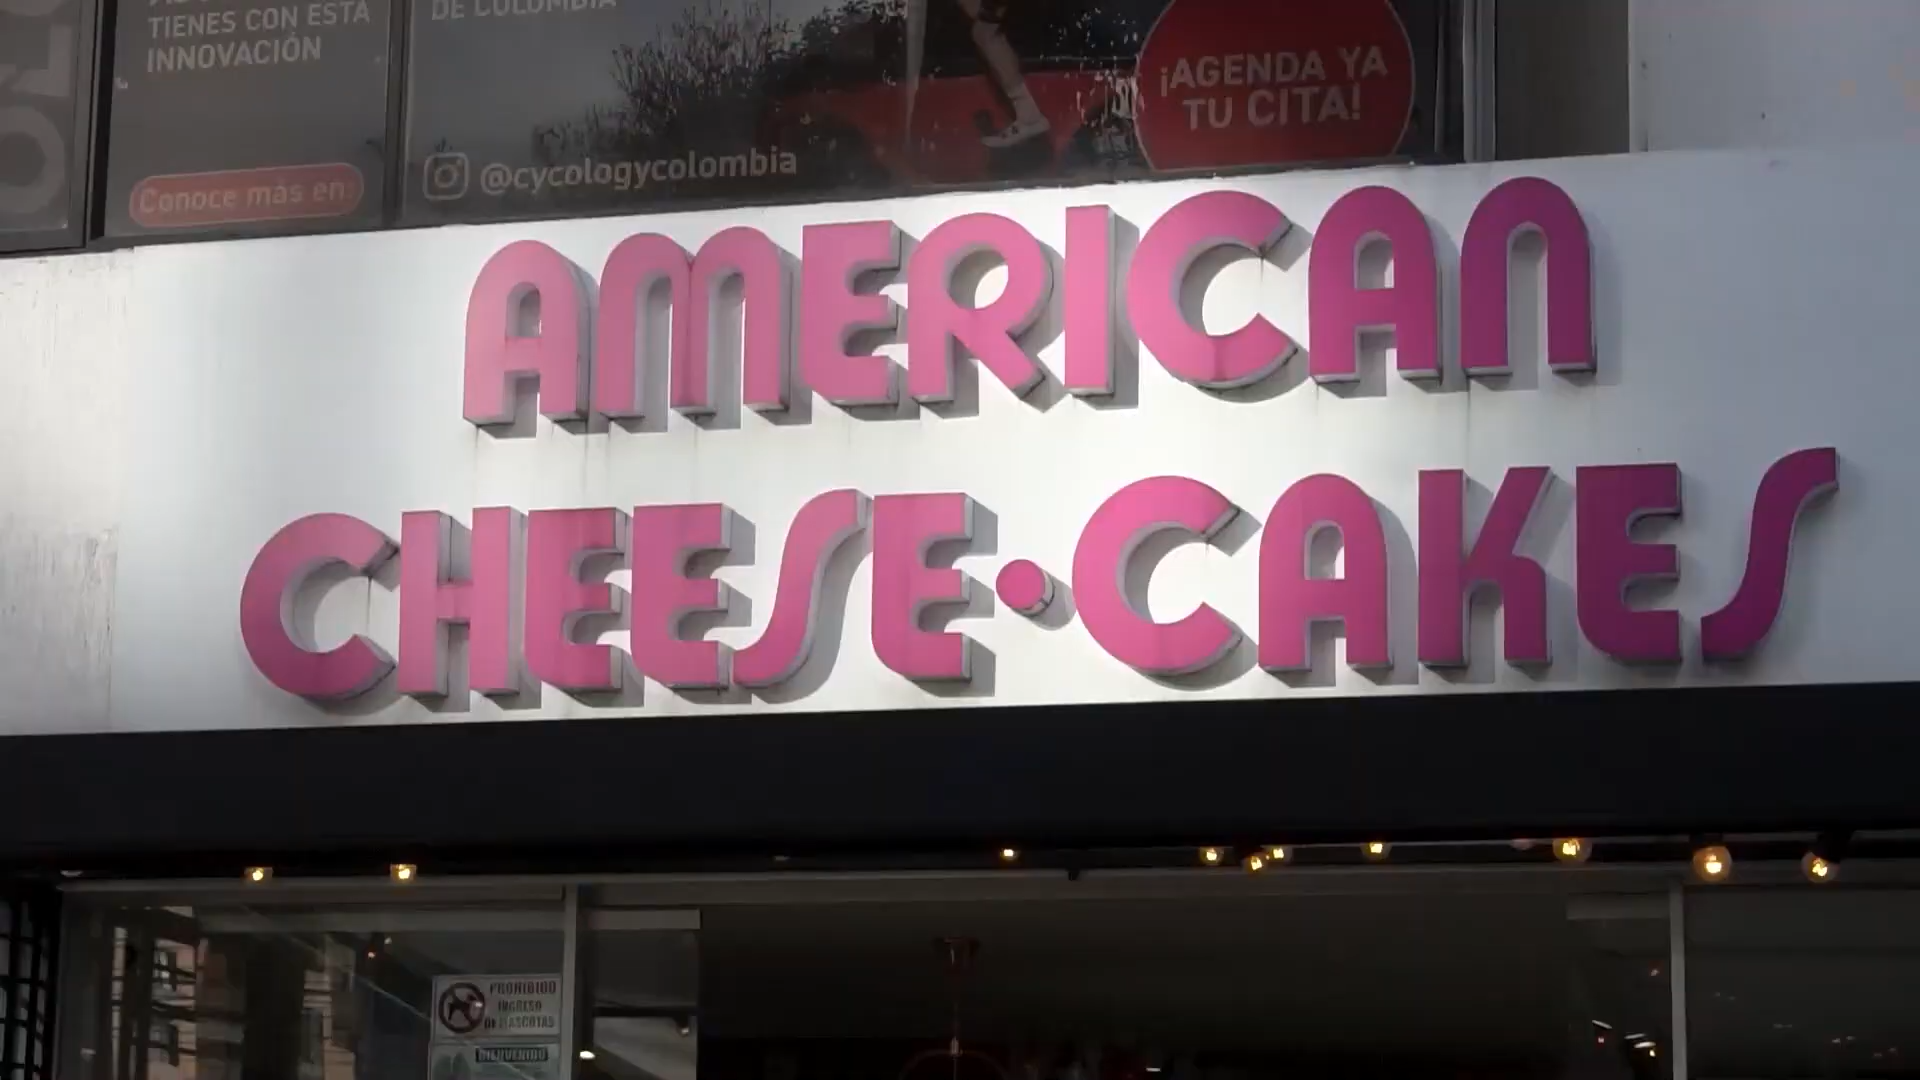 TIENES CON ESTA
INNOVACIÓN
Conoce más en:
DE COLOMBIA
@cycologycolombia
¡AGENDA YA
TU CITA!
AMERICAN
CHEESE•CAKES
PROHIBIDO
INGRESO
DE MASCOTAS
BIENVENIDO